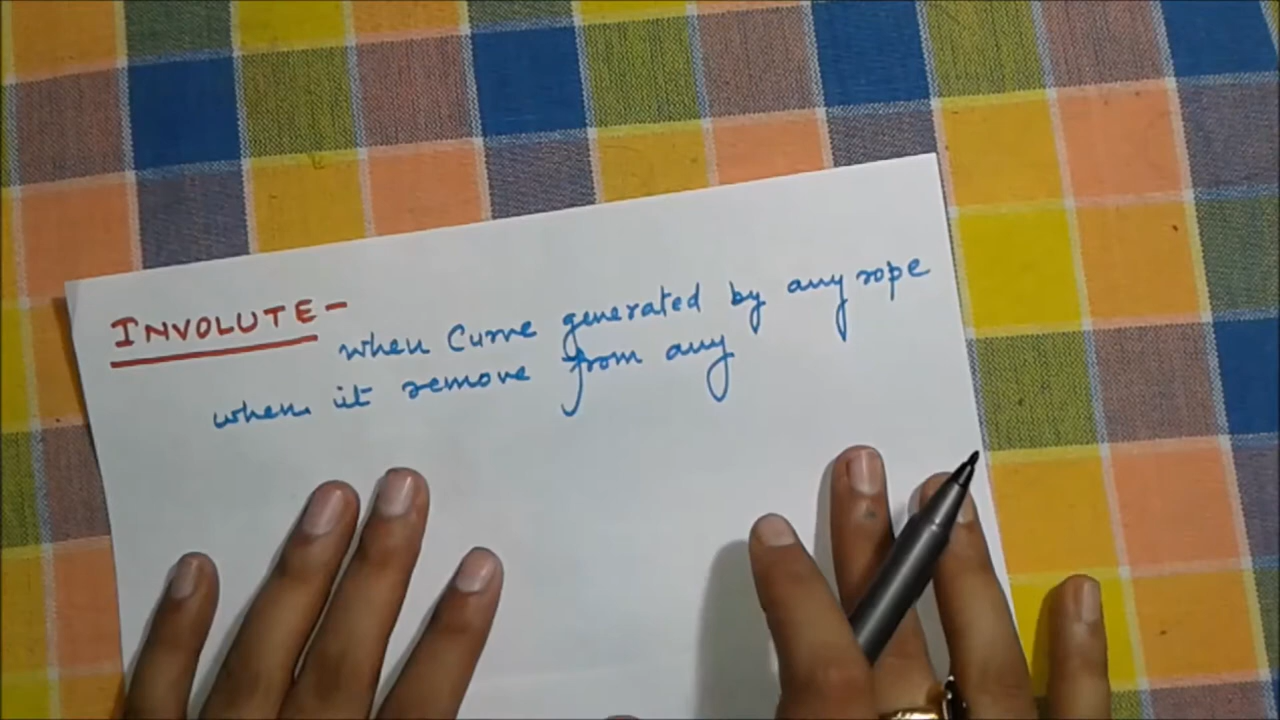 INVOLUTE-
when Curve generated by any rope
when it remove from any